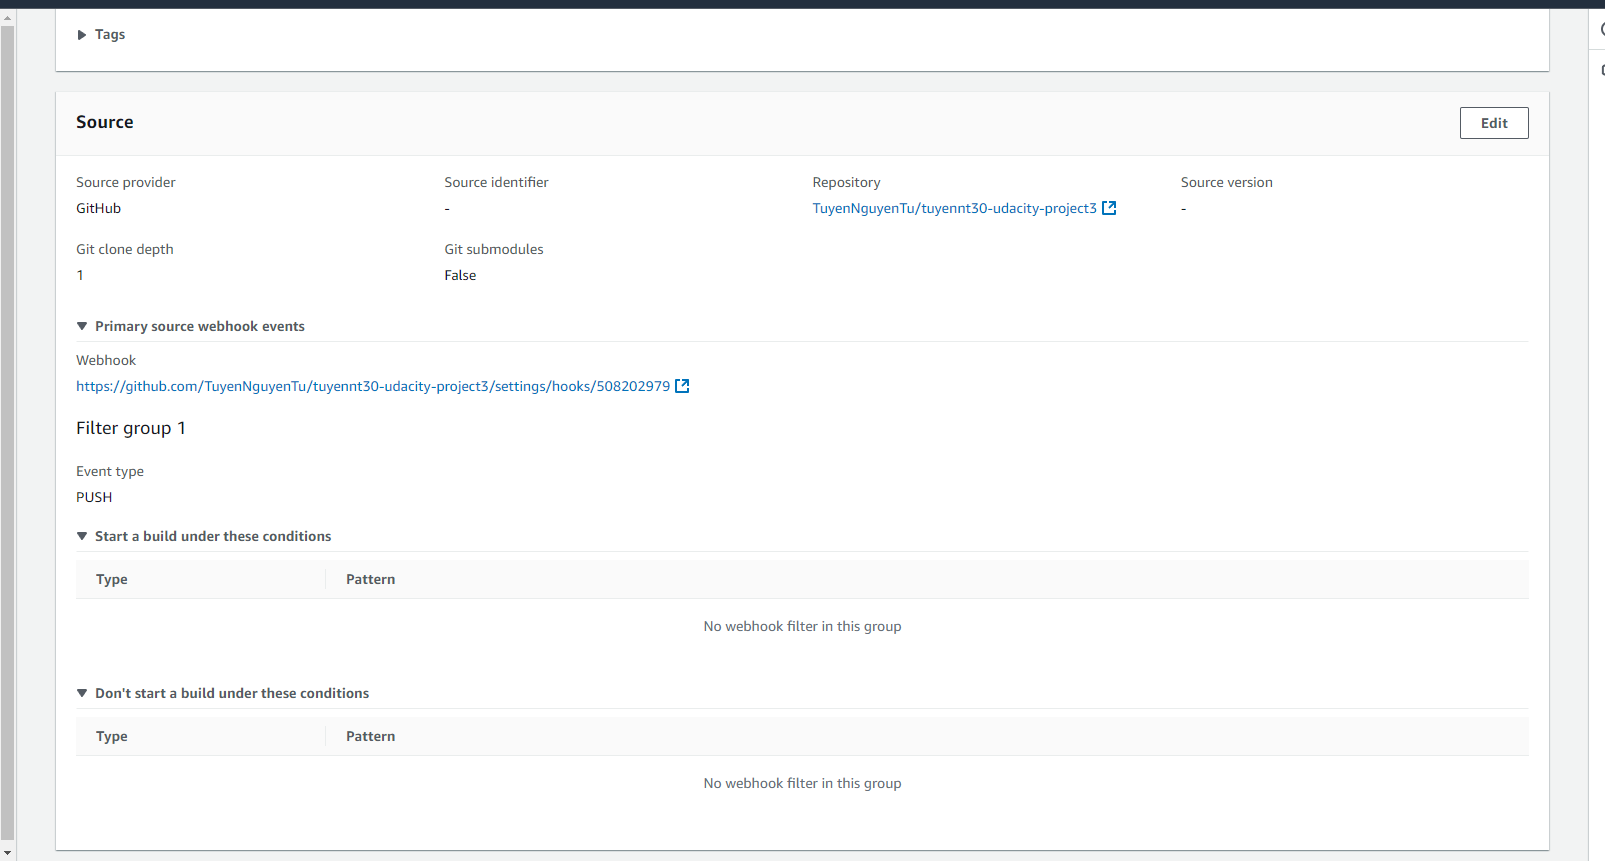 Tags
Source
Edit
Source provider
Source identifier
Repository
Source version
GitHub
-
TuyenNguyenTu/tuyennt30-udacity-project3
-
Git clone depth
Git submodules
1
False
Primary source webhook events
Webhook
https://github.com/TuyenNguyenTu/tuyennt30-udacity-project3/settings/hooks/508202979
Filter group 1
Event type
PUSH
Start a build under these conditions
Type
Pattern
No webhook filter in this group
Don't start a build under these conditions
Type
Pattern
No webhook filter in this group